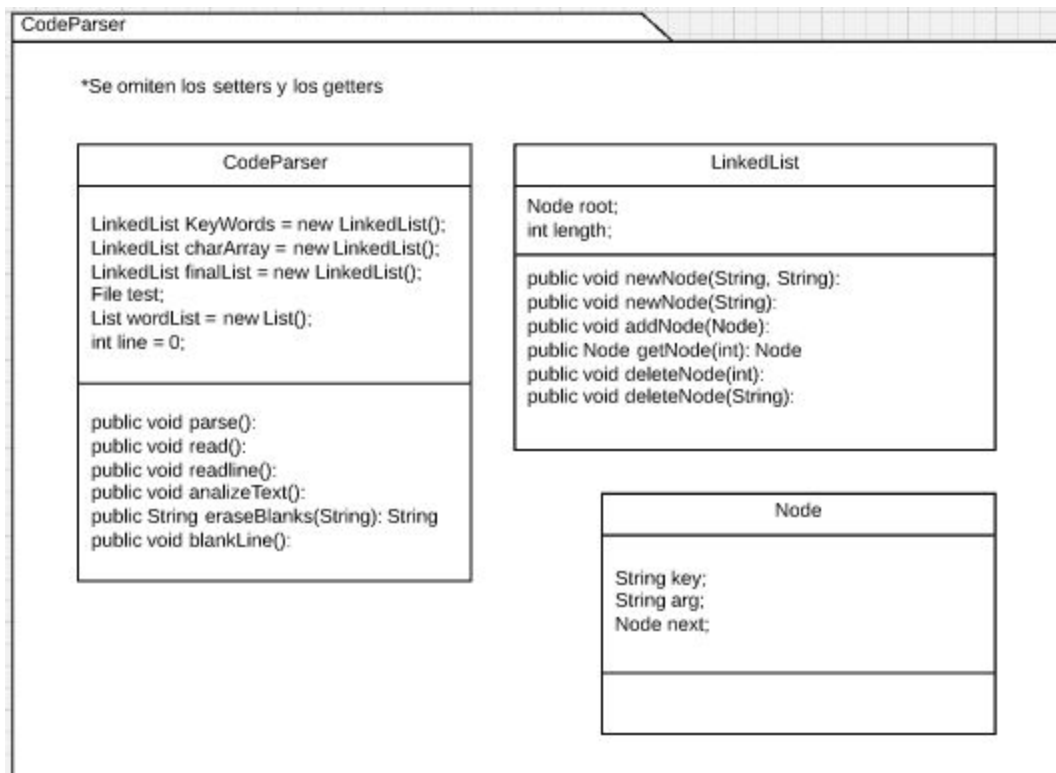 CodeParser
*Se omiten los setters y los getters
CodeParser
LinkedList KeyWords = new LinkedList();
LinkedList charArray = new LinkedList();
LinkedList finalList = new LinkedList();
File test;
List wordList = new List();
int line = 0;
public void parse():
public void read():
public void readline():
public void analizeText():
public String eraseBlanks(String): String
public void blankLine():
LinkedList
Node root;
int length;
public void newNode(String, String):
public void newNode(String):
public void addNode(Node):
public Node getNode(int): Node
public void deleteNode(int):
public void deleteNode(String):
Node
String key;
String arg;
Node next;